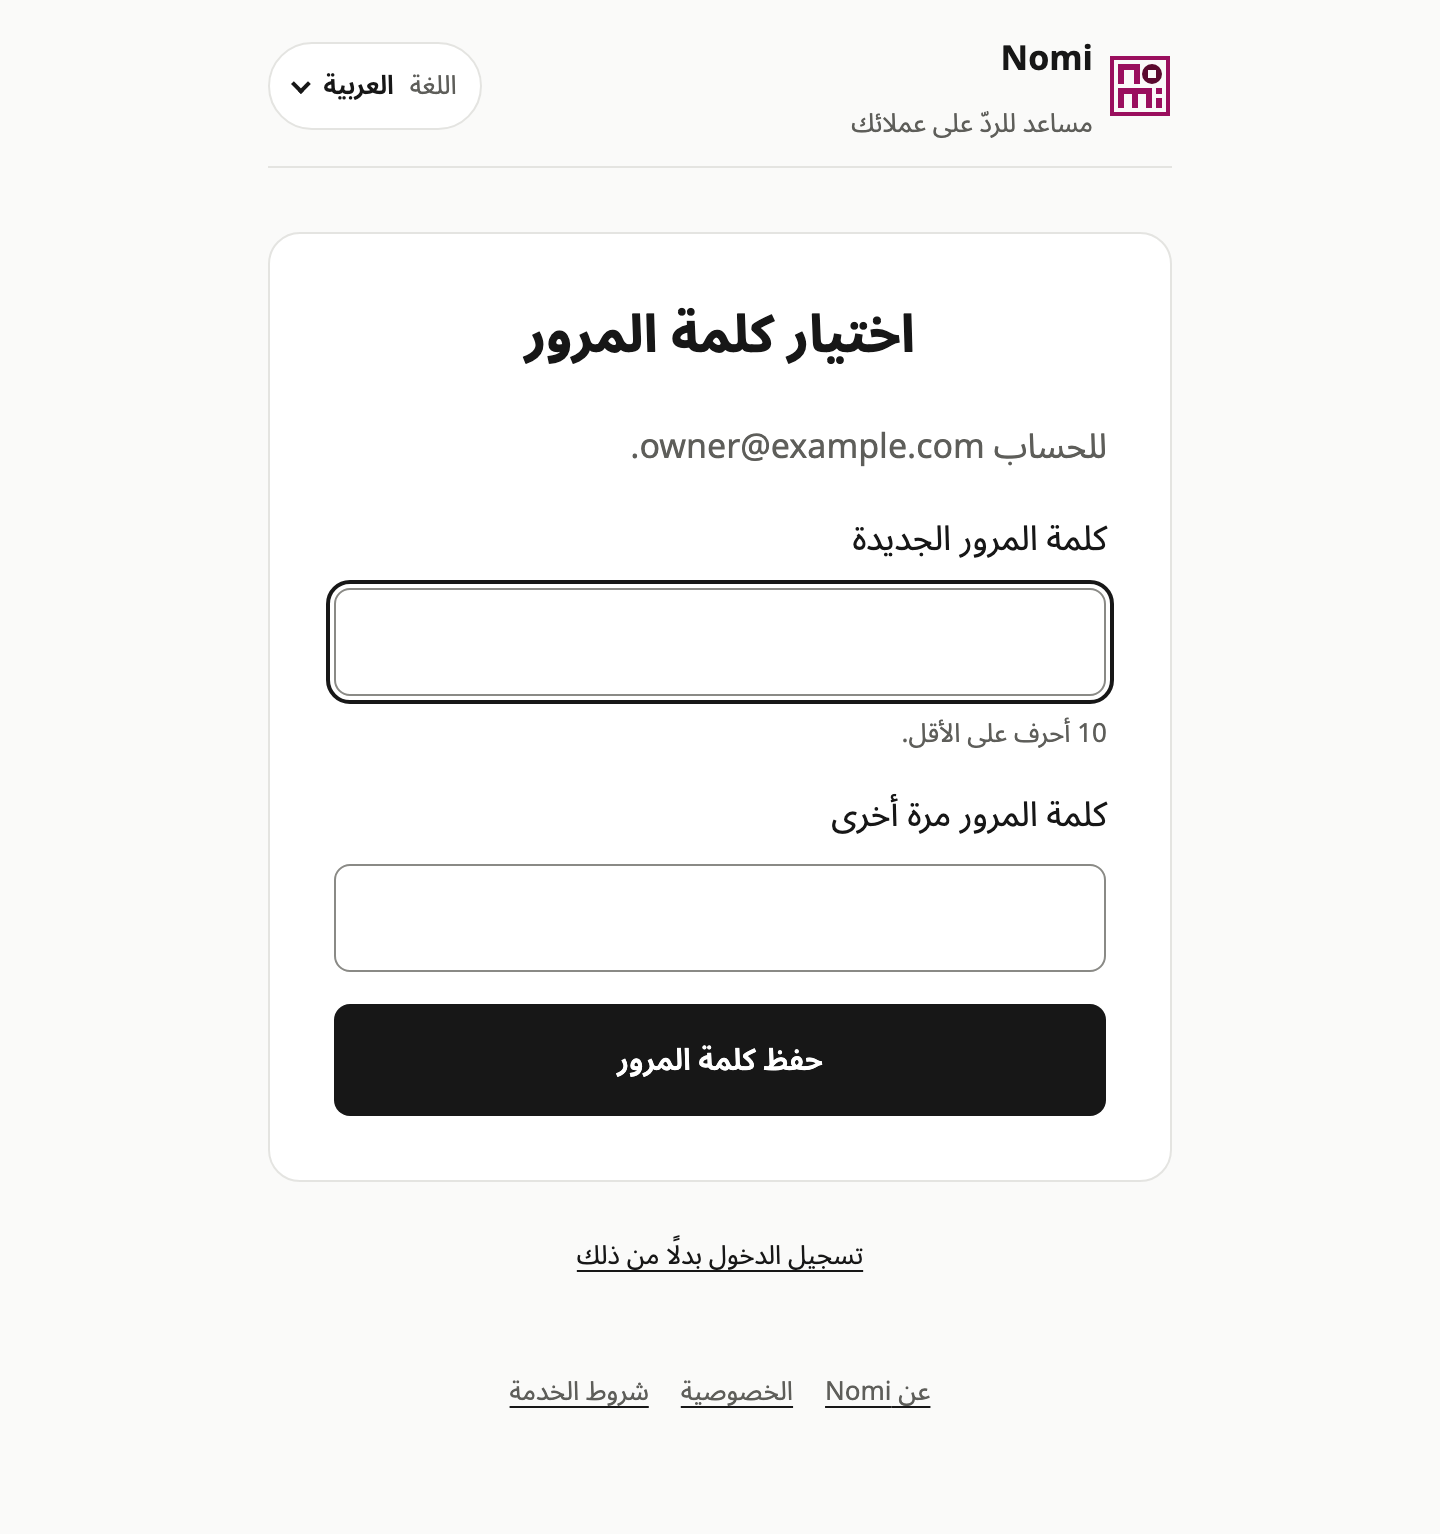 Nomi
مساعد للردّ على عملائك
اللغة العربية
اختيار كلمة المرور
للحساب owner@example.com.
كلمة المرور الجديدة
10 أحرف على الأقل.
كلمة المرور مرة أخرى
حفظ كلمة المرور
تسجيل الدخول بدلًا من ذلك
عن Nomi الخصوصية شروط الخدمة